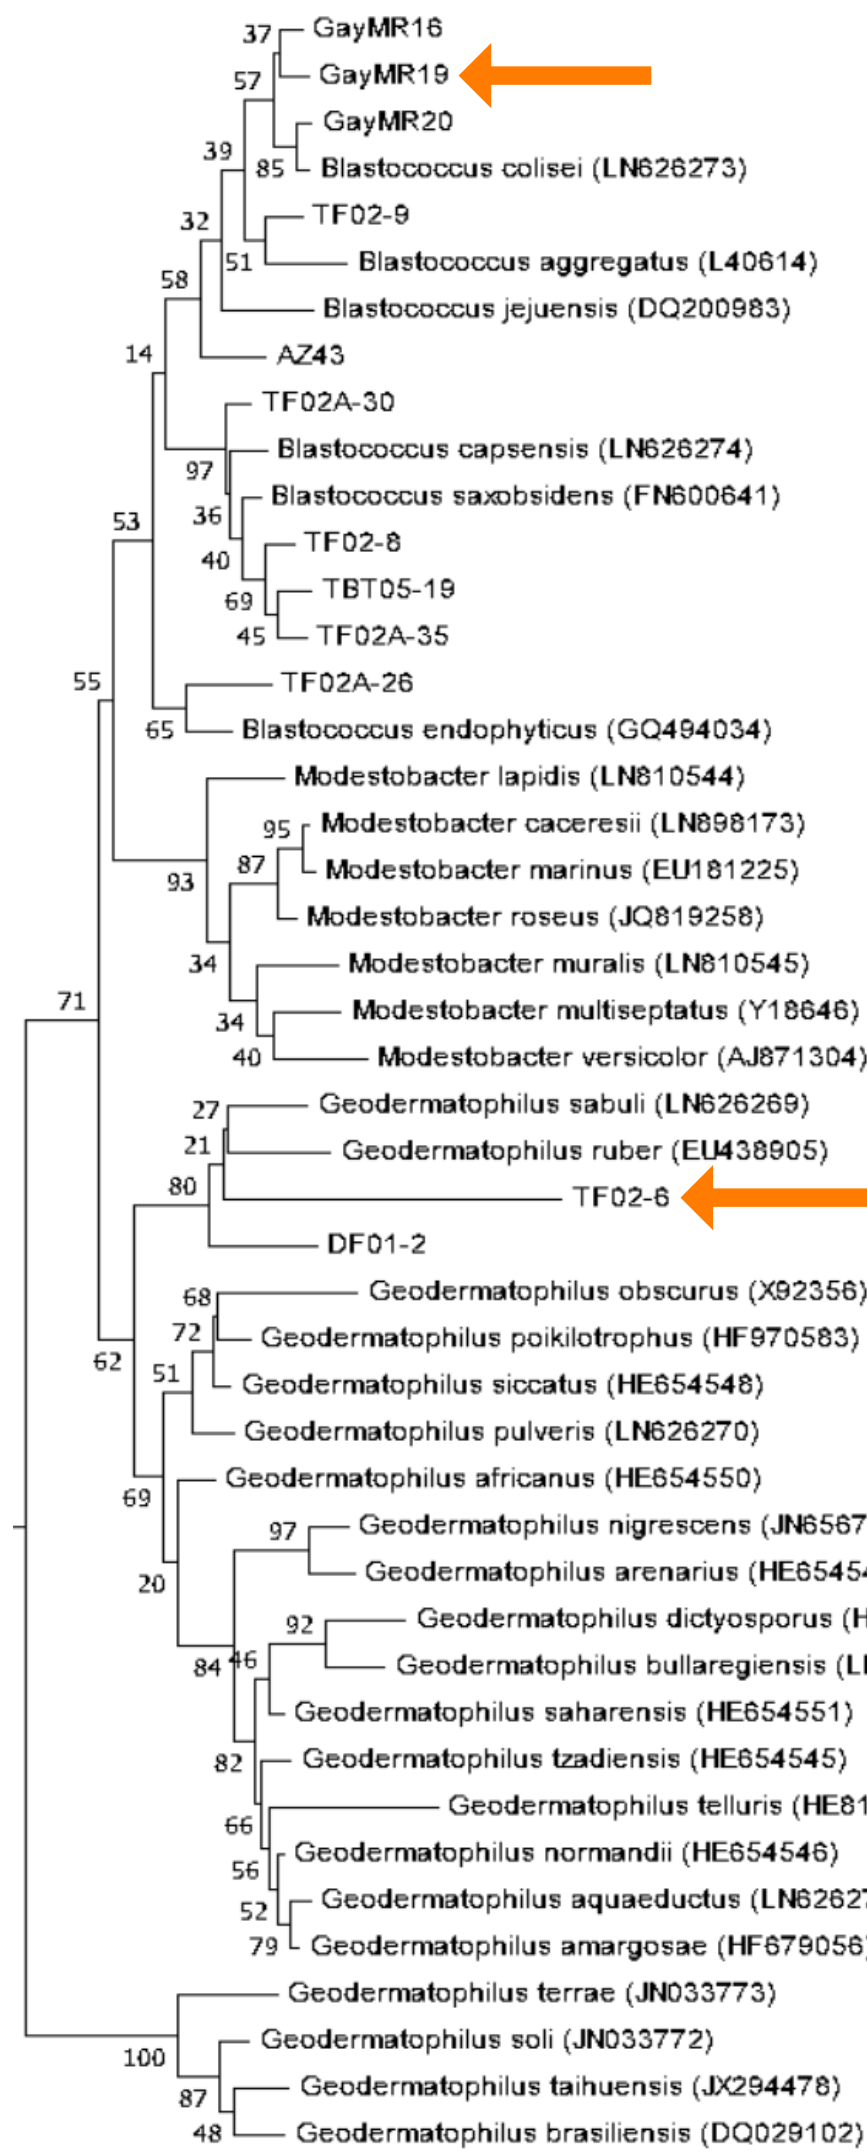 GayMR16
37
GayMR19
57
GayMR20
39
85
Blastococcus colisei (LN626273)
TF02-9
32
51
Blastococcus aggregatus (L40614)
58
Blastococcus jejuensis (DQ200983)
14
AZ43
TF02A-30
Blastococcus capsensis (LN626274)
97
Blastococcus saxobsidens (FN600641)
36
53
TF02-8
40
TBT05-19
69
TF02A-35
45
55
TF02A-26
65
Blastococcus endophyticus (GQ494034)
Modestobacter lapidis (LN810544)
95
Modestobacter caceresii (LN898173)
87
Modestobacter marinus (EU181225)
93
Modestobacter roseus (JQ819258)
34
Modestobacter muralis (LN810545)
71
Modestobacter multiseptatus (Y18646)
34
Modestobacter versicolor (AJ871304)
40
27
Geodermatophilus sabuli (LN626269)
21
Geodermatophilus ruber (EU438905)
80
TF02-6
DF01-2
68
Geodermatophilus obscurus (X92356)
72
Geodermatophilus poikilotrophus (HF970583)
62
51
Geodermatophilus siccatus (HE654548)
Geodermatophilus pulveris (LN626270)
Geodermatophilus africanus (HE654550)
69
97
Geodermatophilus nigrescens (JN6567
Geodermatophilus arenarius (HE6545
20
92
Geodermatophilus dictyosporus (H
84
46
Geodermatophilus bullaregiensis (L
Geodermatophilus saharensis (HE654551)
82
Geodermatophilus tzadiensis (HE654545)
66
Geodermatophilus telluris (HE81
56
Geodermatophilus normandii (HE654546)
52
Geodermatophilus aquaeductus (LN6262
79
Geodermatophilus amargosae (HF679056)
Geodermatophilus terrae (JN033773)
100
Geodermatophilus soli (JN033772)
87
Geodermatophilus taihuensis (JX294478)
48
Geodermatophilus brasiliensis (DQ029102)